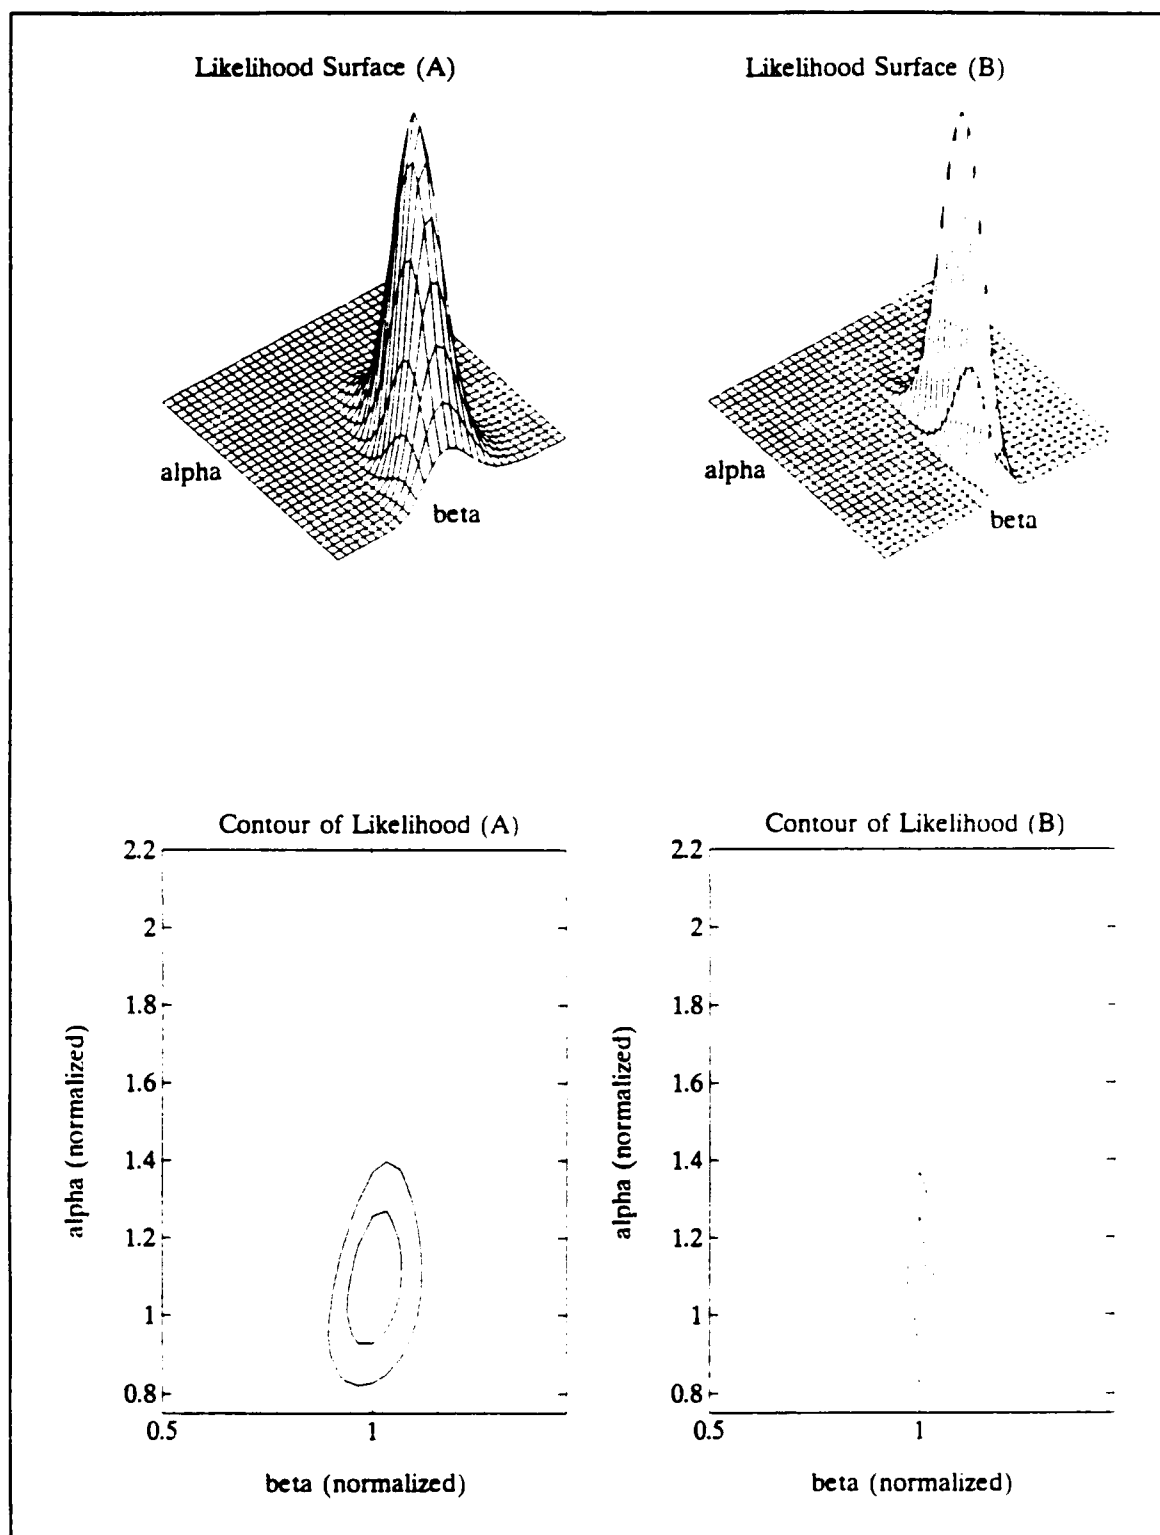 Likelihood Surface (A)
alpha
beta
Likelihood Surface (B)
alpha
beta
Contour of Likelihood (A)
2.2
2
1.8
1.6
1.4
1.2
1
0.8
0.5
1
alpha (normalized)
beta (normalized)
Contour of Likelihood (B)
2.2
2
1.8
1.6
1.4
1.2
1
0.8
0.5
1
alpha (normalized)
beta (normalized)